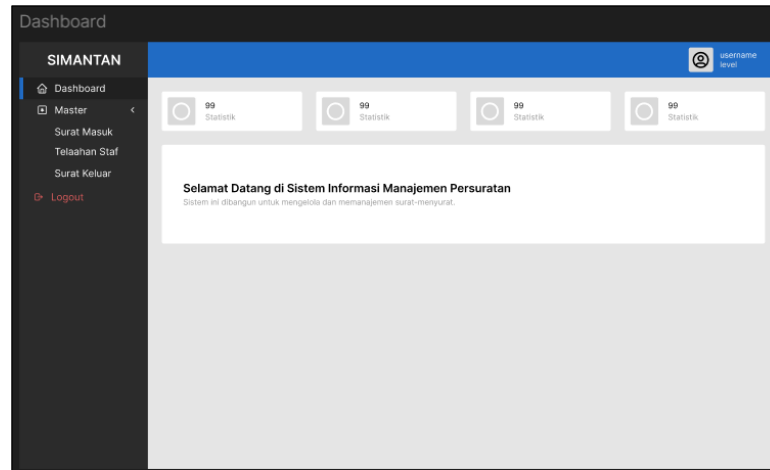 Dashboard
SIMANTAN
username
level
Dashboard
Master
Surat Masuk
Telaahan Staf
Surat Keluar
Logout
99
Statistik
99
Statistik
99
Statistik
99
Statistik
Selamat Datang di Sistem Informasi Manajemen Persuratan
Sistem ini dibangun untuk mengelola dan memanajemen surat-menyurat.